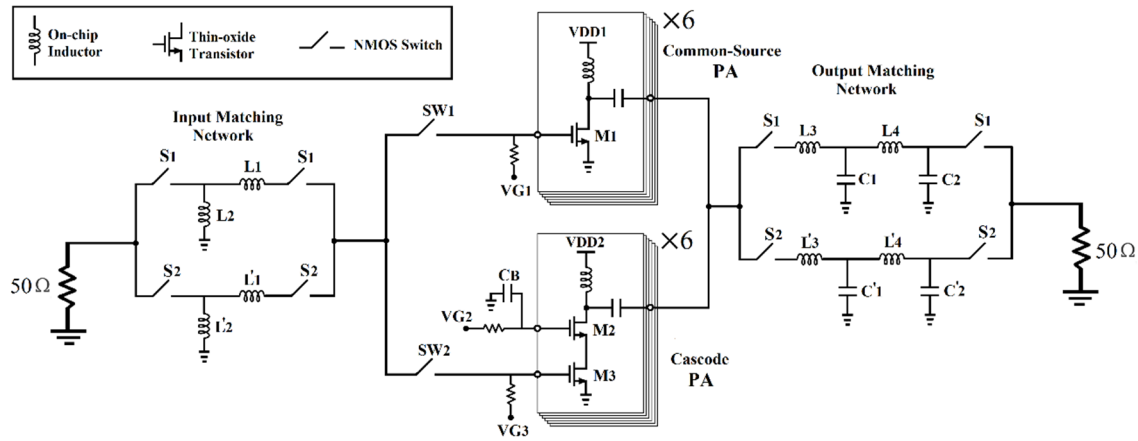 On-chip
Inductor
Thin-oxide
Transistor
NMOS Switch
×6
VDD1
Common-Source
PA
M1
VG1
Input Matching
Network
S1
L1
S1
L2
S2
L'1
S2
L'2
50Ω
SW1
SW2
×6
VDD2
CB
VG2
M2
M3
VG3
Cascode
PA
Output Matching
Network
S1
L3
L4
S1
C1
C2
S2
L'3
L'4
S2
C'1
C'2
50Ω